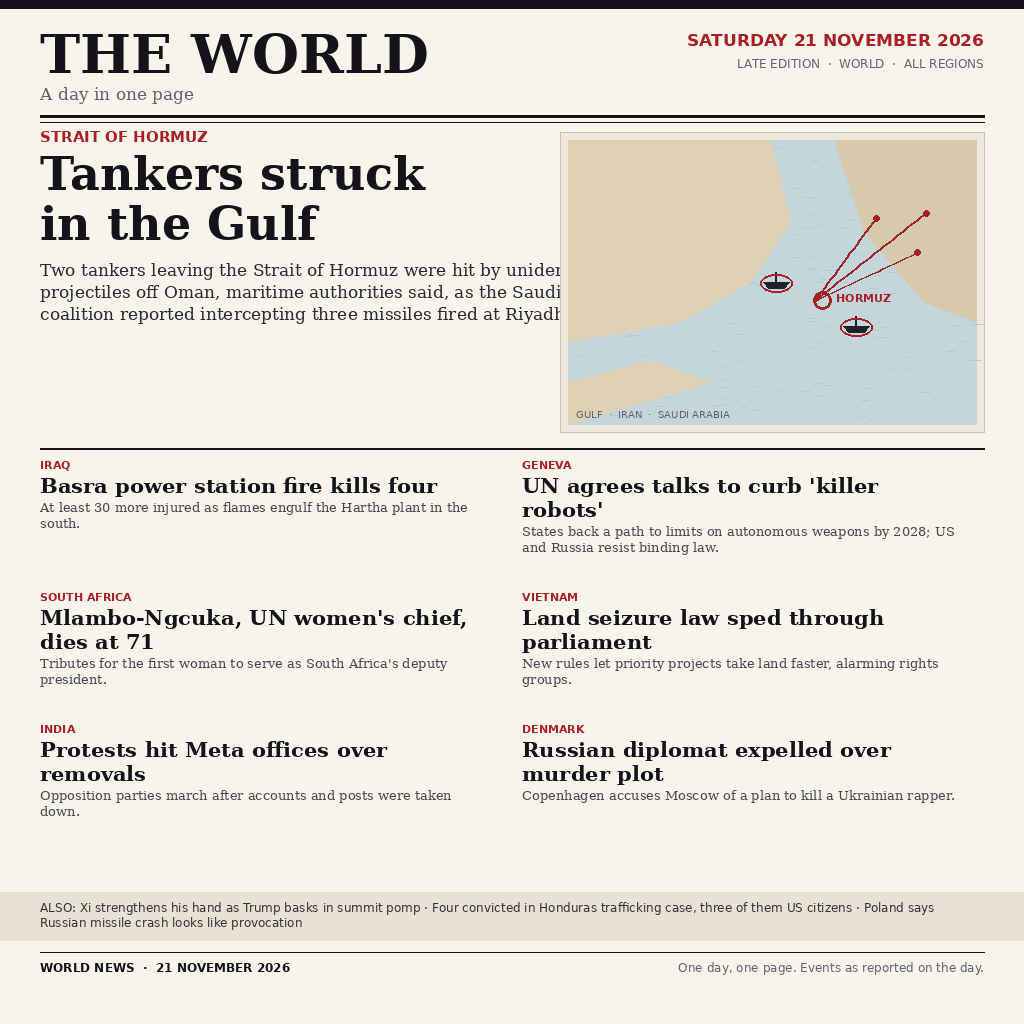 THE WORLD
A day in one page
SATURDAY 21 NOVEMBER 2026
LATE EDITION · WORLD · ALL REGIONS
STRAIT OF HORMUZ
Tankers struck
in the Gulf
Two tankers leaving the Strait of Hormuz were hit by
projectiles off Oman, maritime authorities said, as the Saudi
coalition reported intercepting three missiles fired at Riyadh
HORMUZ
GULF · IRAN · SAUDI ARABIA
IRAQ
Basra power station fire kills four
At least 30 more injured as flames engulf the Hartha plant in the
south.
GENEVA
UN agrees talks to curb 'killer
robots'
States back a path to limits on autonomous weapons by 2028; US
and Russia resist binding law.
SOUTH AFRICA
Mlambo-Ngcuka, UN women's chief,
dies at 71
Tributes for the first woman to serve as South Africa's deputy
president.
VIETNAM
Land seizure law sped through
parliament
New rules let priority projects take land faster, alarming rights
groups.
INDIA
Protests hit Meta offices over
removals
Opposition parties march after accounts and posts were taken
down.
DENMARK
Russian diplomat expelled over
murder plot
Copenhagen accuses Moscow of a plan to kill a Ukrainian rapper.
ALSO: Xi strengthens his hand as Trump basks in summit pomp · Four convicted in Honduras trafficking case, three of them US citizens · Poland says
Russian missile crash looks like provocation
WORLD NEWS · 21 NOVEMBER 2026
One day, one page. Events as reported on the day.